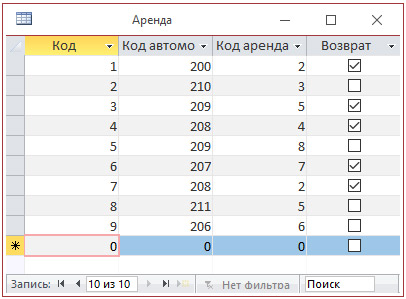 Аренда
Код Код автомо Код аренда Возврат
1 200 2
2 210 3
3 209 5
4 208 4
5 209 8
6 207 7
7 208 2
8 211 5
9 206 6
* 0 0 0
Запись: 10 из 10 Нет фильтра Поиск